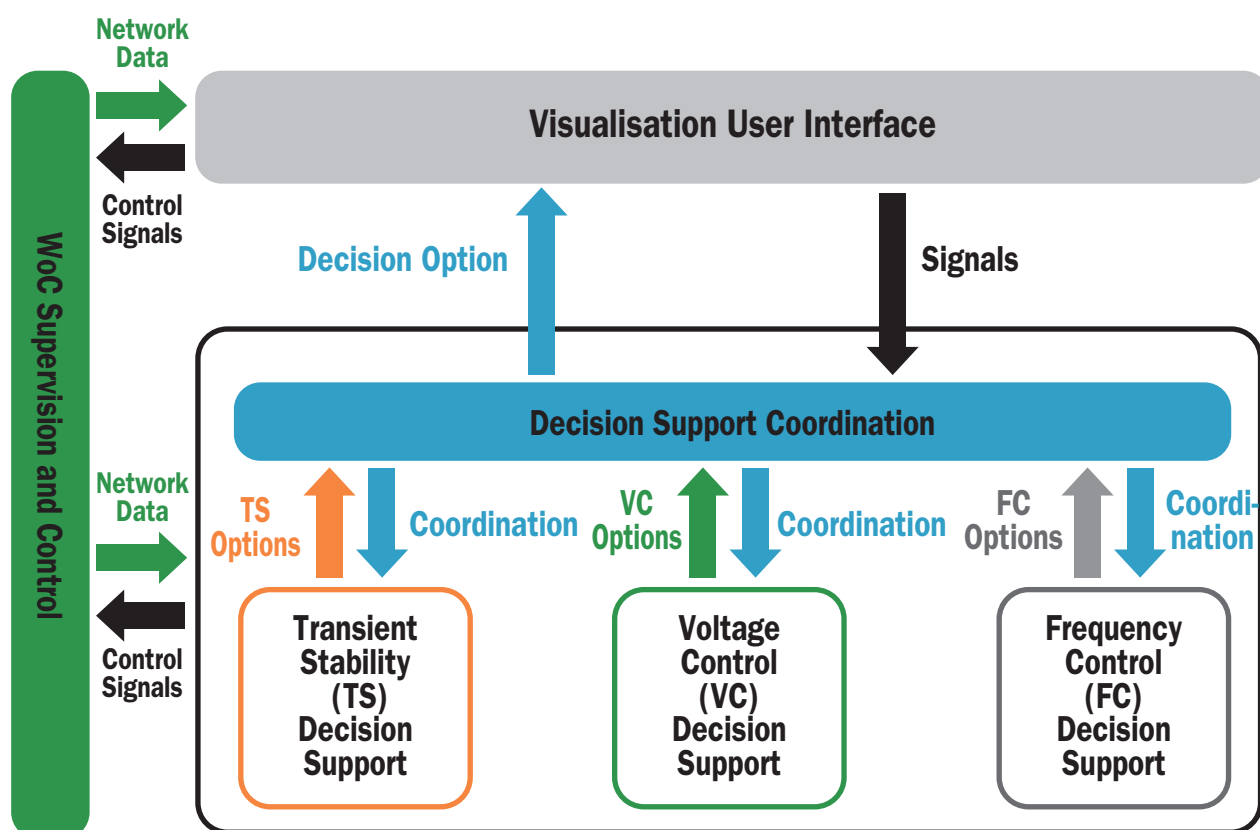 Network
Data
Visualisation User Interface
Control
Signals
WoC Supervision and Control
Decision Option
Signals
Decision Support Coordination
Network
Data
TS
Options
Coordination
VC
Options
Coordination
FC
Options
Coordi-
nation
Control
Signals
Transient
Stability
(TS)
Decision
Support
Voltage
Control
(VC)
Decision
Support
Frequency
Control
(FC)
Decision
Support